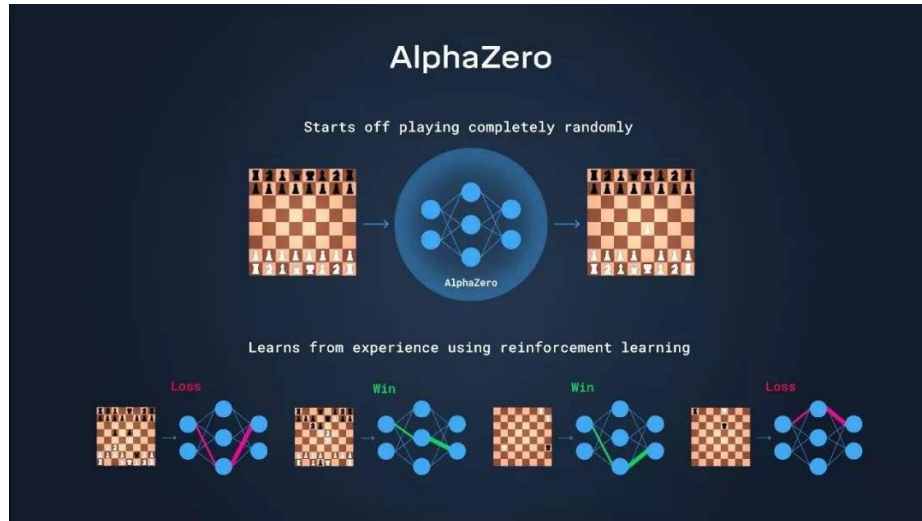 AlphaZero
Starts off playing completely randomly
AlphaZero
Learns from experience using reinforcement learning
Loss
Win
Win
Loss